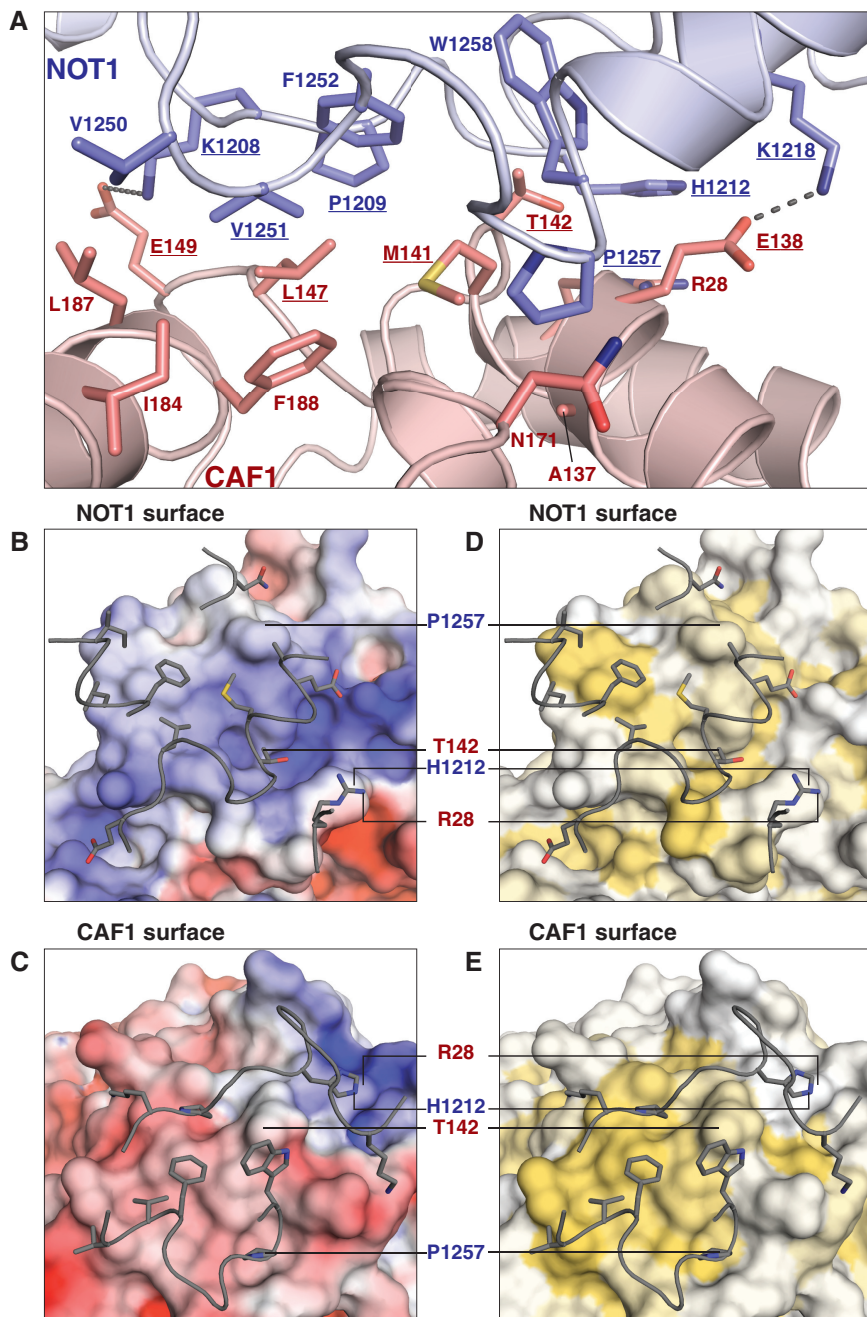 A
NOT1
W1258
F1252
V1250
K1208
K1218
P1209
H1212
V1251
T142
E149
M141
P1257
E138
L187
L147
R28
I184
F188
N171
A137
CAF1
NOT1 surface
NOT1 surface
B
D
P1257
T142
H1212
R28
CAF1 surface
CAF1 surface
C
E
R28
H1212
T142
P1257